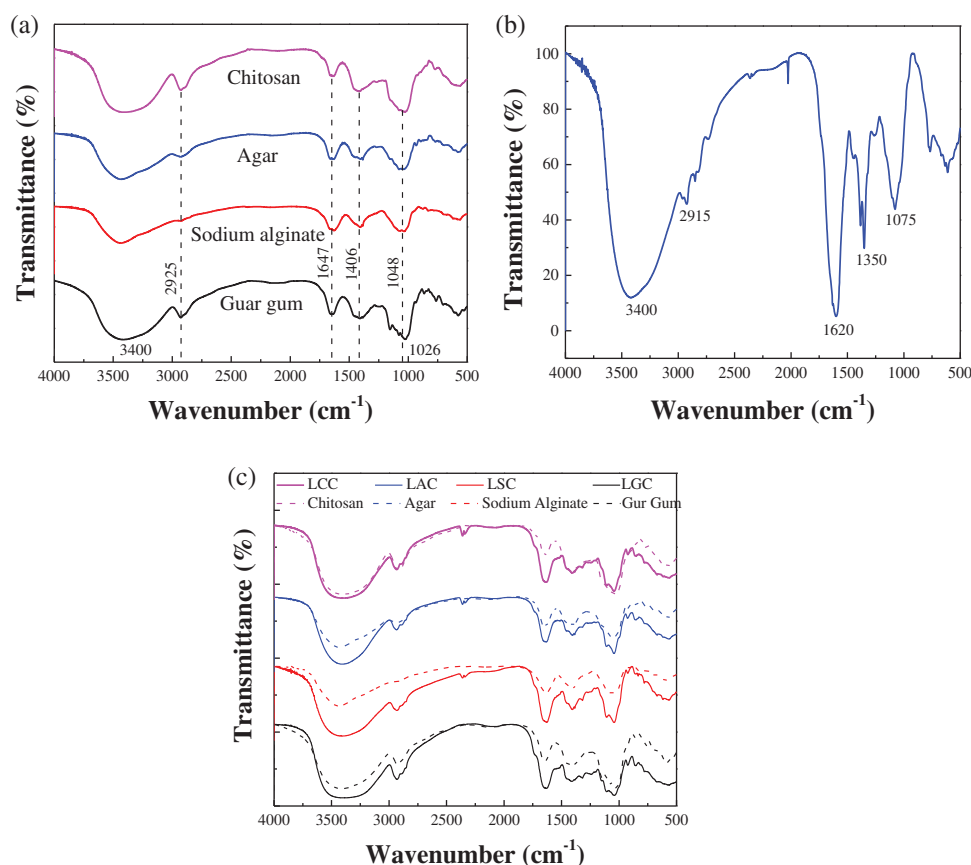 (a)
Chitosan
Agar
Sodium alginate
Guar gum
2925
1647
1406
1048
3400
1026
4000 3500 3000 2500 2000 1500 1000 500
Wavenumber (cm-1)
Transmittance (%)
(b)
100
80
60
40
20
0
2915
1075
1350
3400
1620
4000 3500 3000 2500 2000 1500 1000 500
Wavenumber (cm-1)
Transmittance (%)
(c)
LCC LAC LSC LGC
Chitosan Agar Sodium Alginate Gur Gum
4000 3500 3000 2500 2000 1500 1000 500
Wavenumber (cm-1)
Transmittance (%)